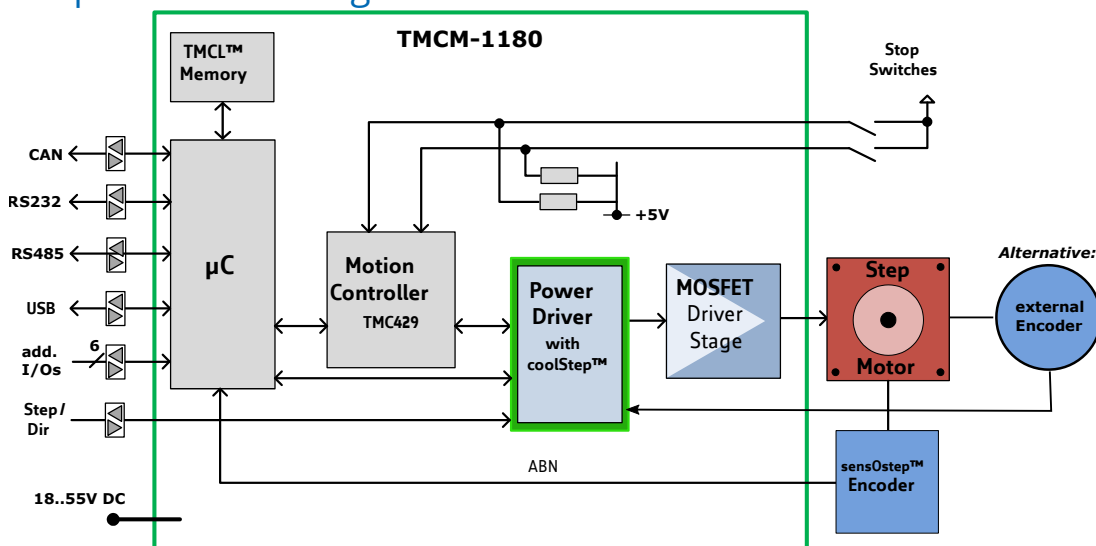 TMCM-1180
TMCL™
Memory
Stop
Switches
CAN
RS232
RS485
USB
add.
I/Os
6
Step/
Dir
18..55V DC
µC
+5V
Motion
Controller
TMC429
Power
Driver
with
coolStep™
MOSFET
Driver
Stage
Step
Motor
Alternative:
external
Encoder
ABN
sensOstep™
Encoder